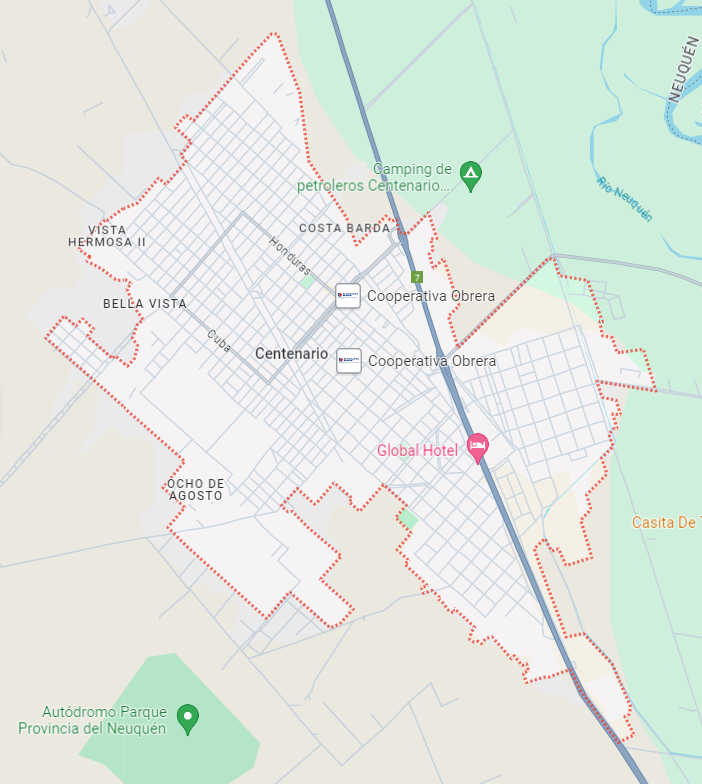 NEUQUÉN
Camping de
petroleros Centenario...
Río Neuquén
VISTA
HERMOSA II
COSTA BARDA
Honduras
7
Cooperativa Obrera
BELLA VISTA
Cuba
Centenario
Cooperativa Obrera
Global Hotel
OCHO DE
AGOSTO
Casita De T
Autódromo Parque
Provincia del Neuquén